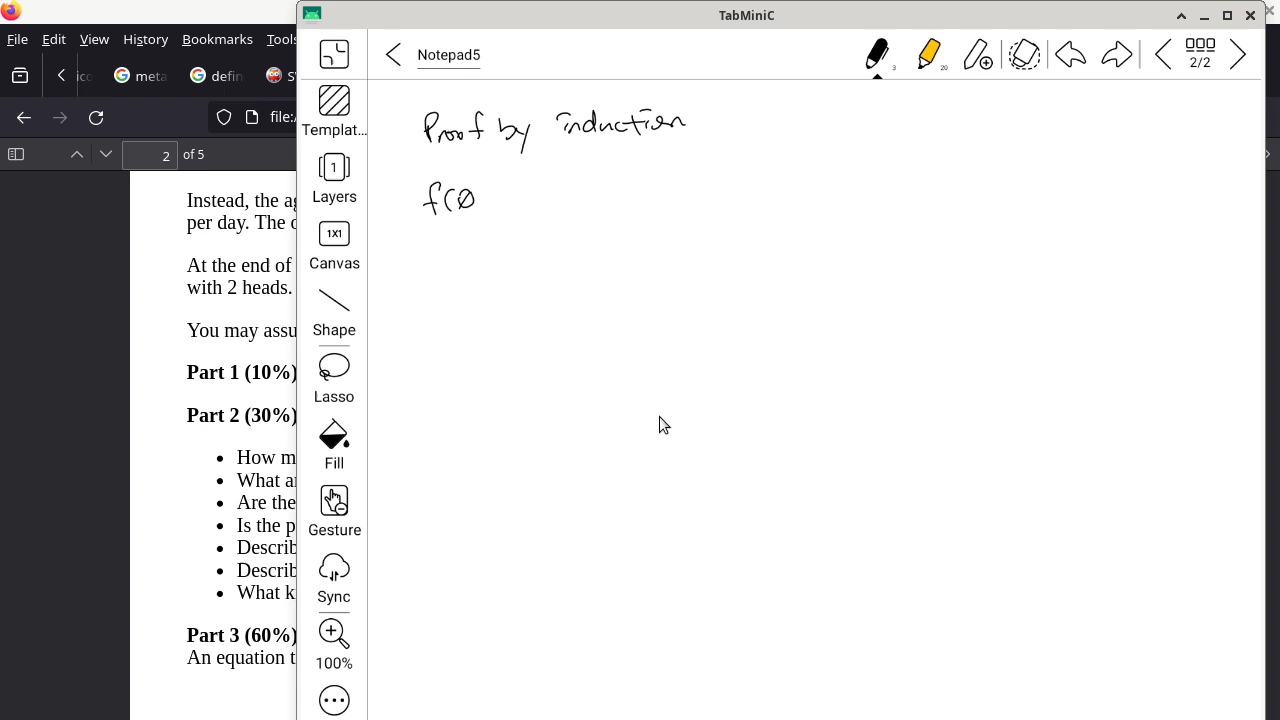 TabMiniC
File Edit View History Bookmarks Tools
meta
defin
file:
2 of 5
Instead, the a
per day. The
At the end of
with 2 heads.
You may assu
Part 1 (10%)
Part 2 (30%)
• How m
• What a
• Are the
• Is the p
• Describ
• Describ
• What k
Part 3 (60%)
An equation t
Notepad5
3
20
2/2
Templat...
1
Layers
1X1
Canvas
Shape
Lasso
Fill
Gesture
Sync
100%
Proof by induction
f(0